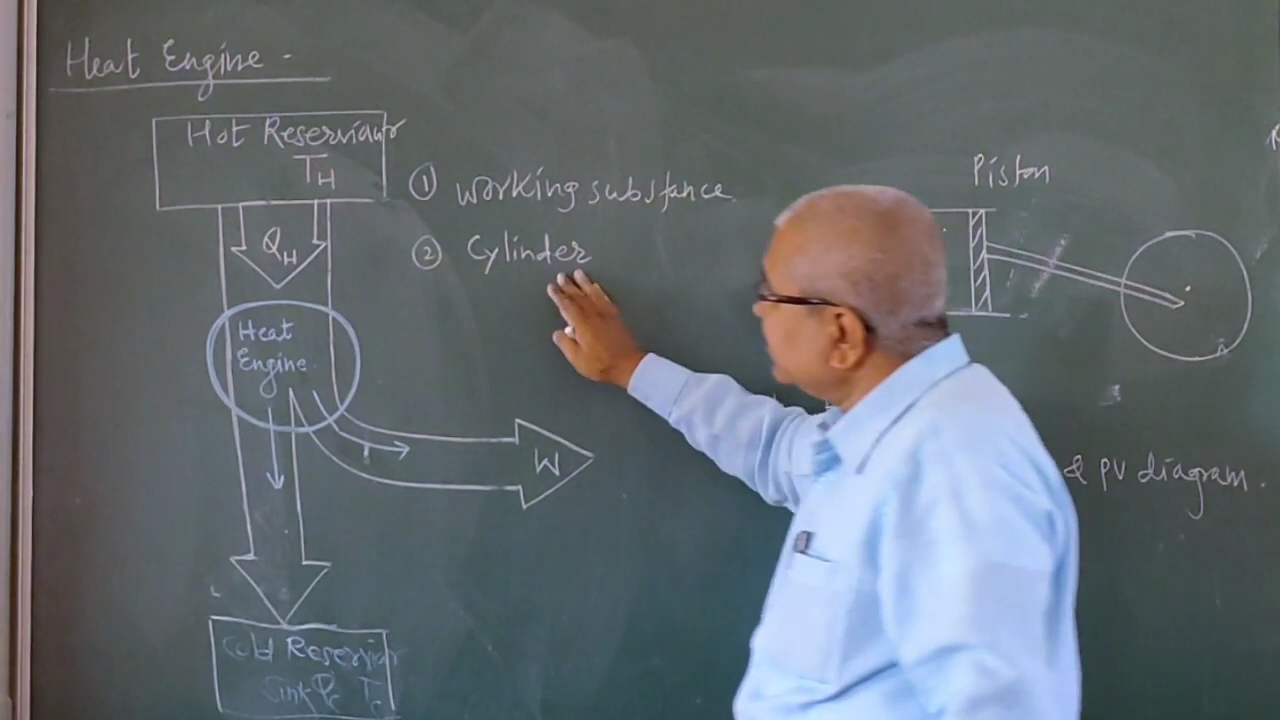 Heat Engine -
Hot Reserviour
TH
QH
Heat
Engine.
W
Cold Reserviour
Sink Qc Tc
① Working substance.
② Cylinder
Piston
& PV diagram.